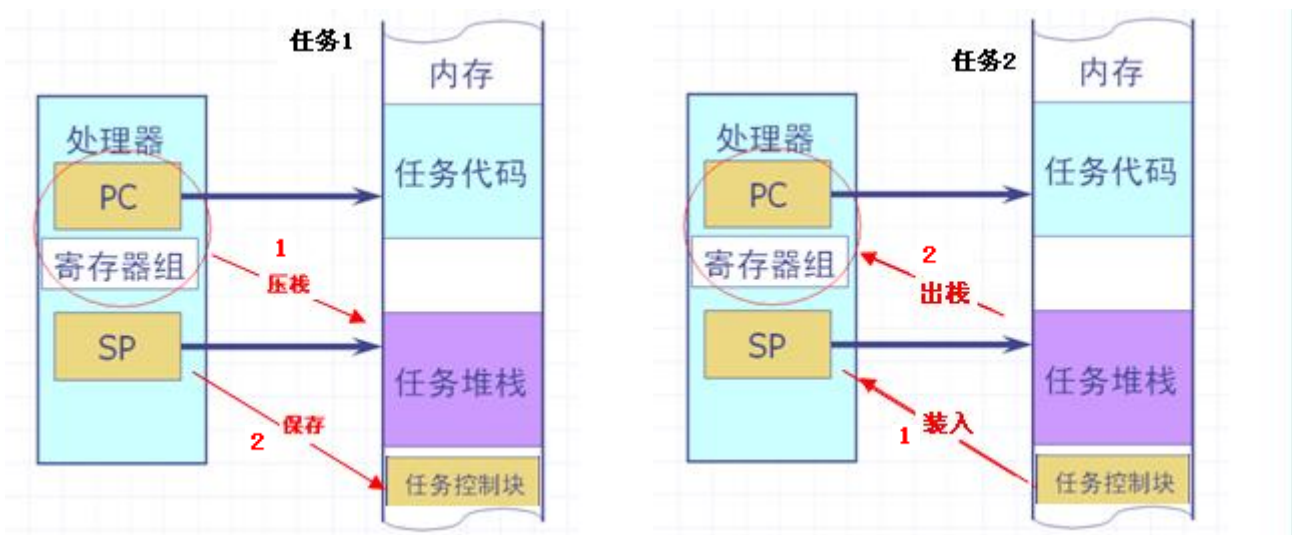 任务1
内存
处理器
PC
任务代码
寄存器组
1
压栈
SP
任务堆栈
保存
2
任务控制块
任务2
内存
处理器
PC
任务代码
寄存器组
2
出栈
SP
任务堆栈
装入
1
任务控制块